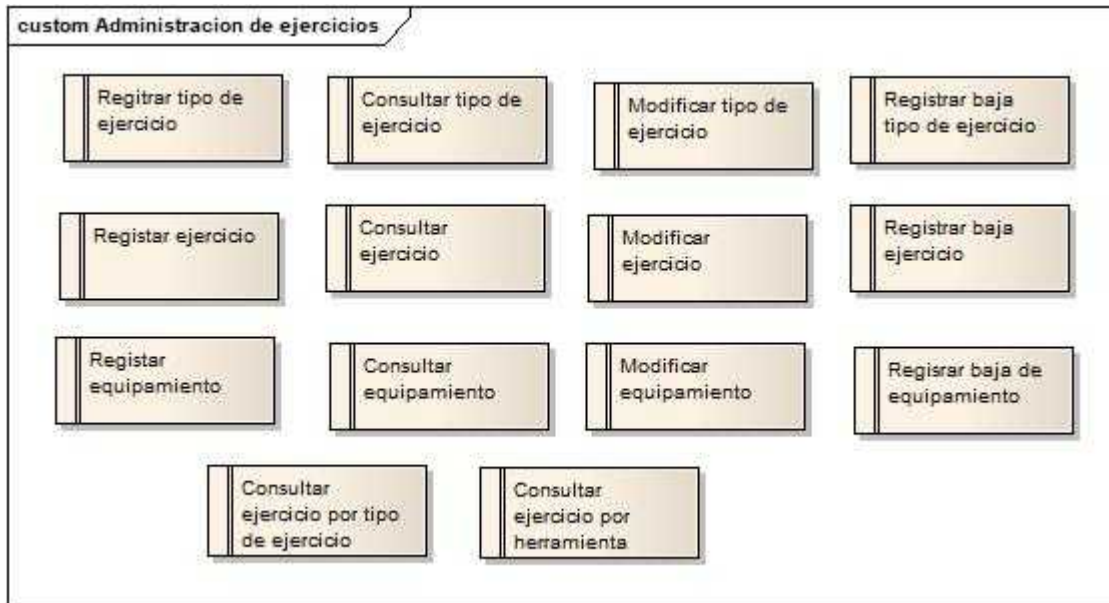 custom Administracion de ejercicios
Regitrar tipo de
ejercicio
Consultar tipo de
ejercicio
Modificar tipo de
ejercicio
Registrar baja
tipo de ejercicio
Registar ejercicio
Consultar
ejercicio
Modificar
ejercicio
Registrar baja
ejercicio
Registar
equipamiento
Consultar
equipamiento
Modificar
equipamiento
Regisrar baja de
equipamiento
Consultar
ejercicio por tipo
de ejercicio
Consultar
ejercicio por
herramienta